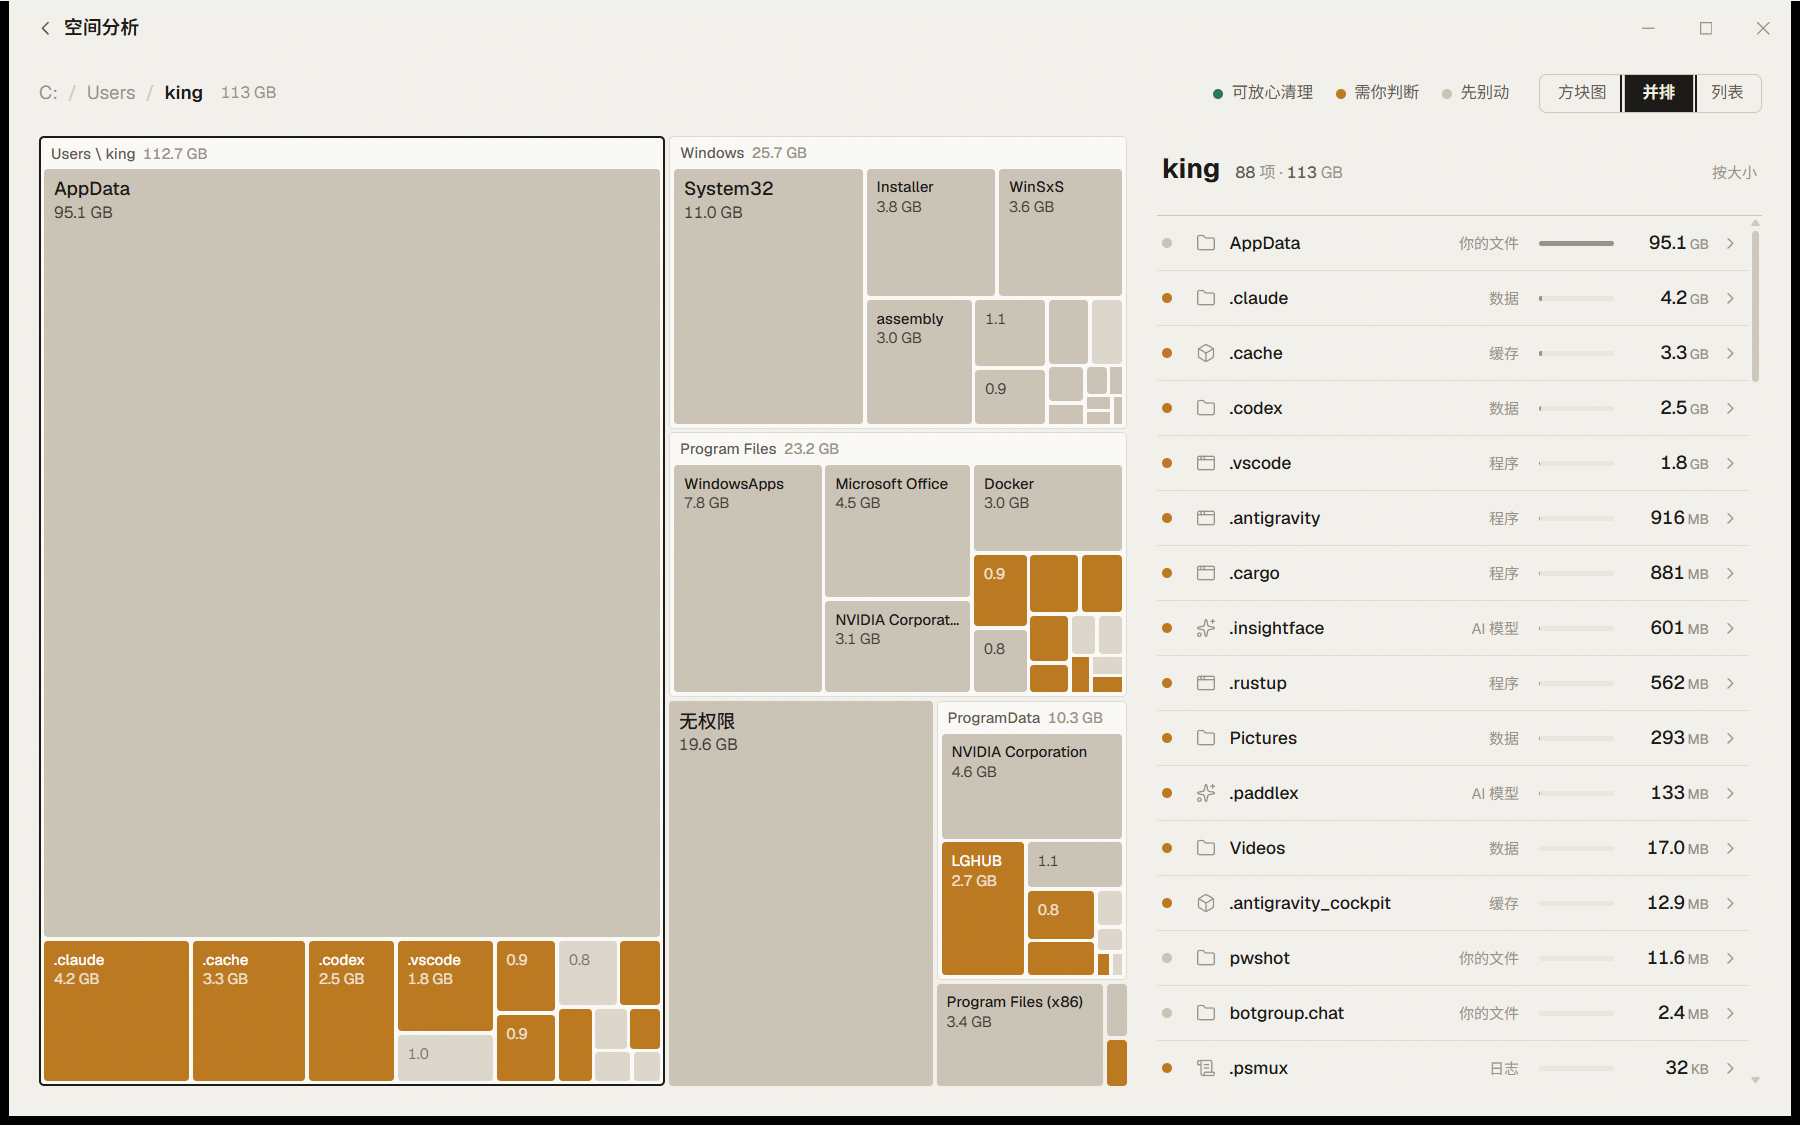 空间分析
C: / Users / king 113 GB
可放心清理 需你判断 先别动
方块图 并排 列表
Users \ king 112.7 GB
AppData
95.1 GB
.claude
4.2 GB
.cache
3.3 GB
.codex
2.5 GB
.vscode
1.8 GB
1.0
0.9
0.9
0.8
Windows 25.7 GB
System32
11.0 GB
Installer
3.8 GB
WinSxS
3.6 GB
assembly
3.0 GB
1.1
0.9
Program Files 23.2 GB
WindowsApps
7.8 GB
Microsoft Office
4.5 GB
Docker
3.0 GB
NVIDIA Corporat...
3.1 GB
0.9
0.8
无权限
19.6 GB
ProgramData 10.3 GB
NVIDIA Corporation
4.6 GB
LGHUB
2.7 GB
1.1
0.8
Program Files (x86)
3.4 GB
king 88 项 · 113 GB
按大小
AppData 你的文件 95.1 GB
.claude 数据 4.2 GB
.cache 缓存 3.3 GB
.codex 数据 2.5 GB
.vscode 程序 1.8 GB
.antigravity 程序 916 MB
.cargo 程序 881 MB
.insightface AI 模型 601 MB
.rustup 程序 562 MB
Pictures 数据 293 MB
.paddlex AI 模型 133 MB
Videos 数据 17.0 MB
.antigravity_cockpit 缓存 12.9 MB
pwshot 你的文件 11.6 MB
botgroup.chat 你的文件 2.4 MB
.psmux 日志 32 KB